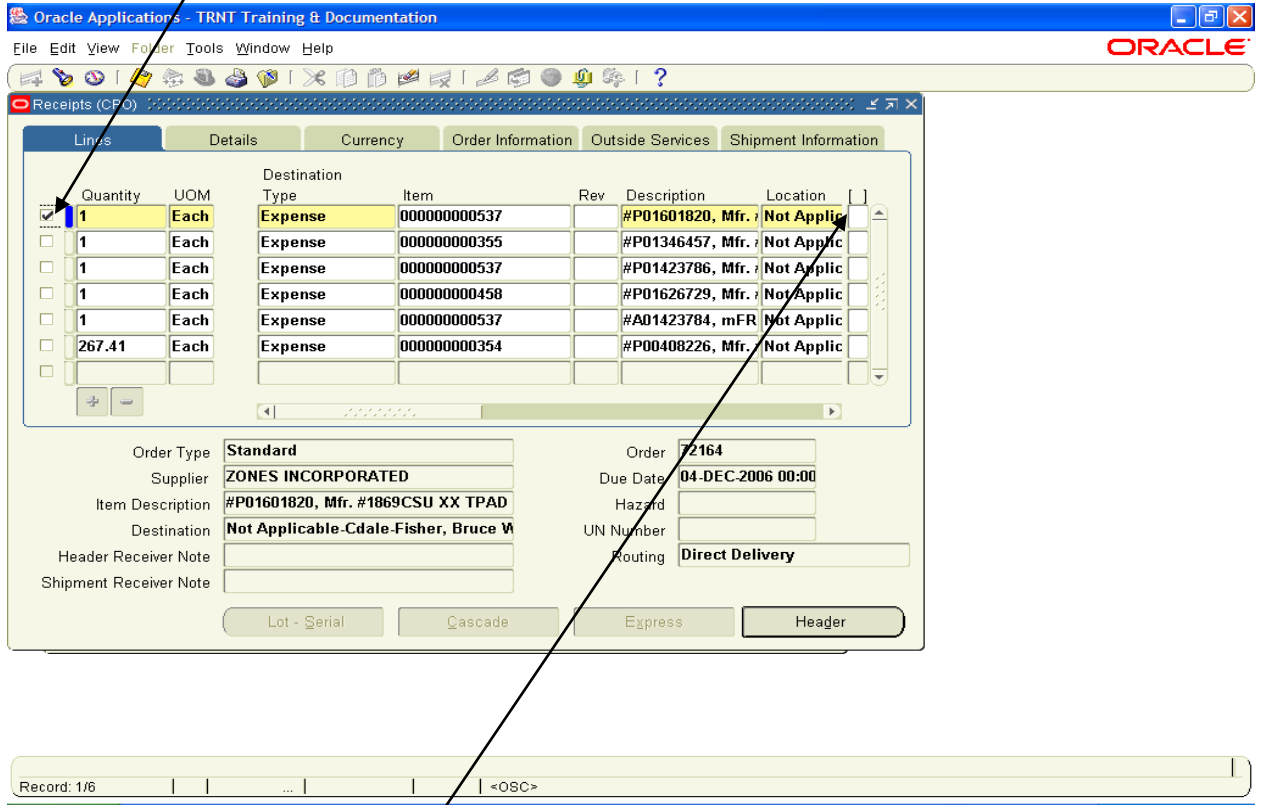 Oracle Applications - TRNT Training & Documentation
File Edit View Folder Tools Window Help
ORACLE
Receipts (CPO)
Lines Details Currency Order Information Outside Services Shipment Information
Destination
Quantity UOM Type Item Rev Description Location [ ]
1 Each Expense 000000000537 #P01601820, Mfr. Not Applic
1 Each Expense 000000000355 #P01346457, Mfr. Not Applic
1 Each Expense 000000000537 #P01423786, Mfr. Not Applic
1 Each Expense 000000000458 #P01626729, Mfr. Not Applic
1 Each Expense 000000000537 #A01423784, mFR Not Applic
267.41 Each Expense 000000000354 #P00408226, Mfr. Not Applic
Order Type Standard Order 72164
Supplier ZONES INCORPORATED Due Date 04-DEC-2006 00:00
Item Description #P01601820, Mfr. #1869CSU XX TPAD Hazard
Destination Not Applicable-Cdale-Fisher, Bruce W UN Number
Header Receiver Note Routing Direct Delivery
Shipment Receiver Note
Lot - Serial Cascade Express Header
Record: 1/6 ... <OSC>